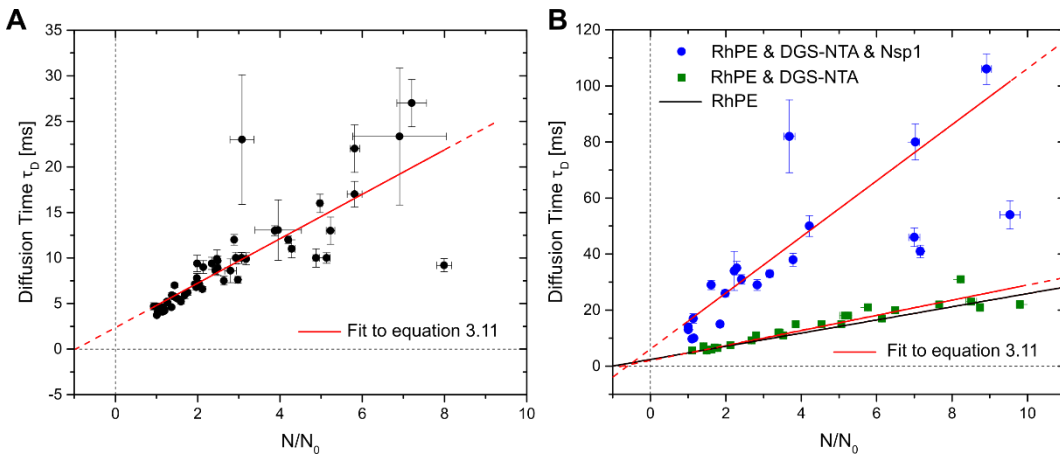 A
Diffusion Time τD [ms]
35
30
25
20
15
10
5
0
-5
Fit to equation 3.11
0 2 4 6 8 10
N/N0
B
Diffusion Time τD [ms]
120
100
80
60
40
20
0
RhPE & DGS-NTA & Nsp1
RhPE & DGS-NTA
RhPE
Fit to equation 3.11
0 2 4 6 8 10
N/N0